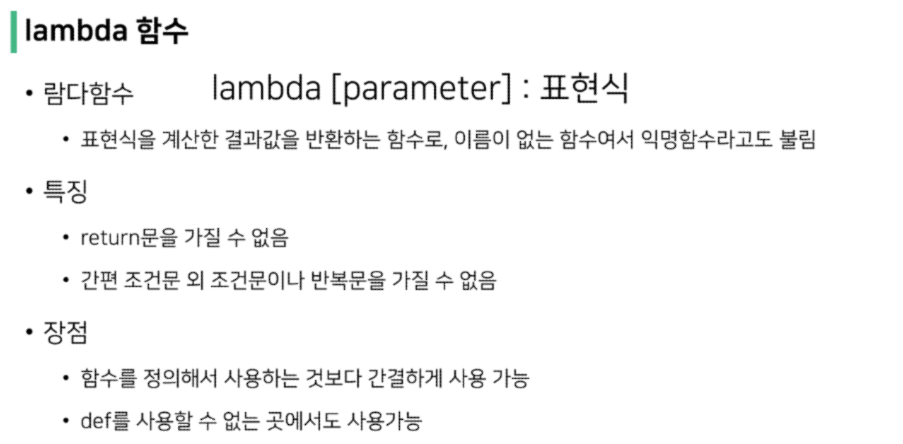 lambda 함수
• 람다함수 lambda [parameter] : 표현식
• 표현식을 계산한 결과값을 반환하는 함수로, 이름이 없는 함수여서 익명함수라고도 불림
• 특징
• return문을 가질 수 없음
• 간편 조건문 외 조건문이나 반복문을 가질 수 없음
• 장점
• 함수를 정의해서 사용하는 것보다 간결하게 사용 가능
• def를 사용할 수 없는 곳에서도 사용가능